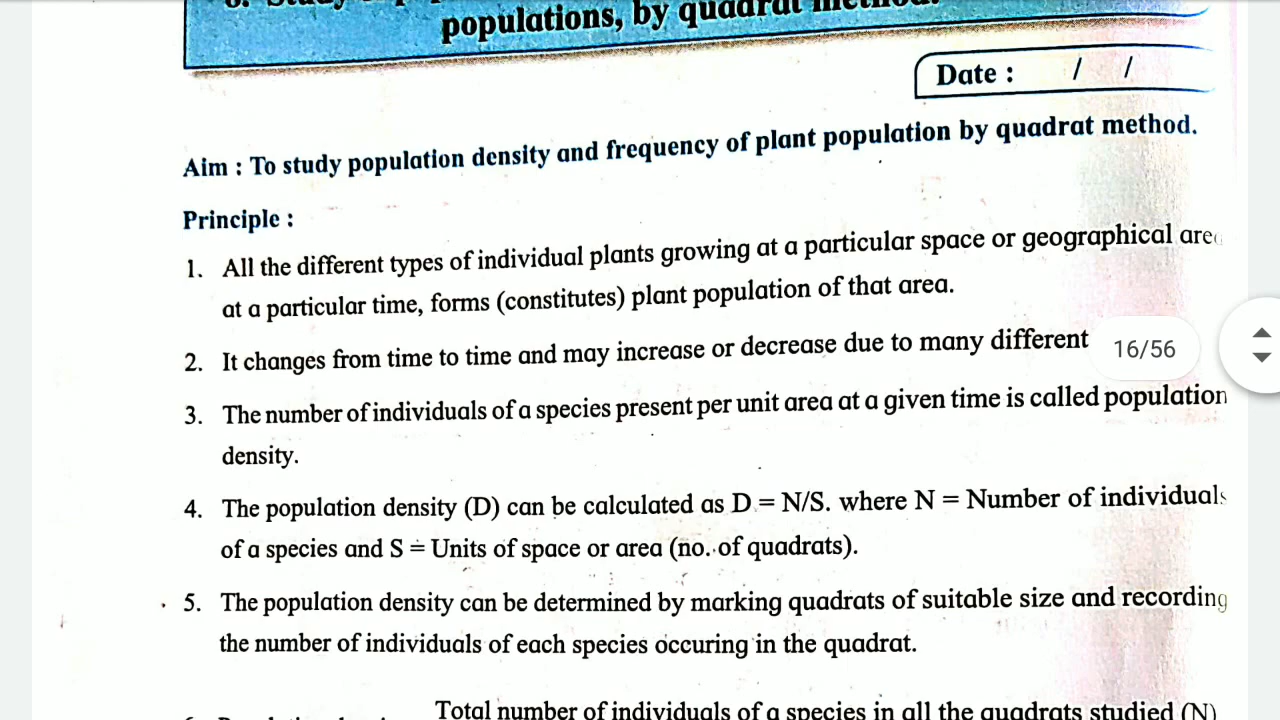 populations, by quadrat method.
Date : / /
Aim : To study population density and frequency of plant population by quadrat method.
Principle :
1. All the different types of individual plants growing at a particular space or geographical area
at a particular time, forms (constitutes) plant population of that area.
2. It changes from time to time and may increase or decrease due to many different
16/56
3. The number of individuals of a species present per unit area at a given time is called population
density.
4. The population density (D) can be calculated as D = N/S. where N = Number of individuals
of a species and S = Units of space or area (no. of quadrats).
5. The population density can be determined by marking quadrats of suitable size and recording
the number of individuals of each species occuring in the quadrat.
Total number of individuals of a species in all the quadrats studied (N)